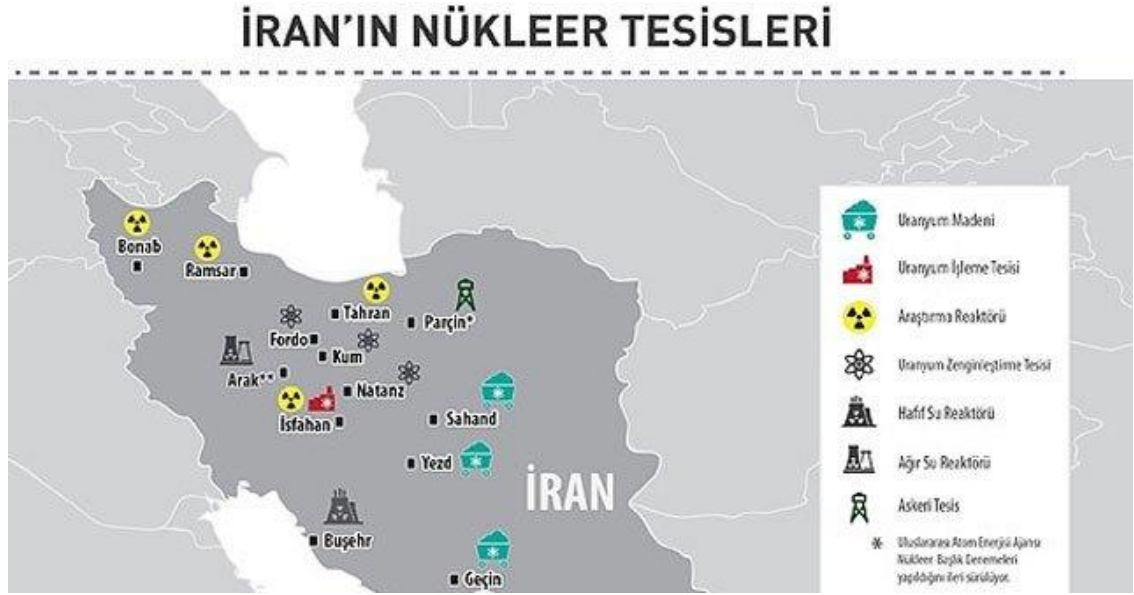 İRAN'IN NÜKLEER TESİSLERİ
Bonab
Ramsar
Tahran
Parçin*
Fordo
Kum
Arak**
Natanz
İsfahan
Sahand
Yezd
İRAN
Buşehr
Geçin
Uranyum Madeni
Uranyum İşleme Tesisi
Araştırma Reaktörü
Uranyum Zenginleştirme Tesisi
Hafif Su Reaktörü
Ağır Su Reaktörü
Askeri Tesis
* Uluslararası Atom Enerjisi Ajansı
Nükleer Başlık Denemeleri
yapıldığını ileri sürülüyor.